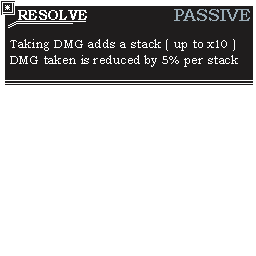 * RESOLVE PASSIVE
Taking DMG adds a stack ( up to x10 )
DMG taken is reduced by 5% per stack